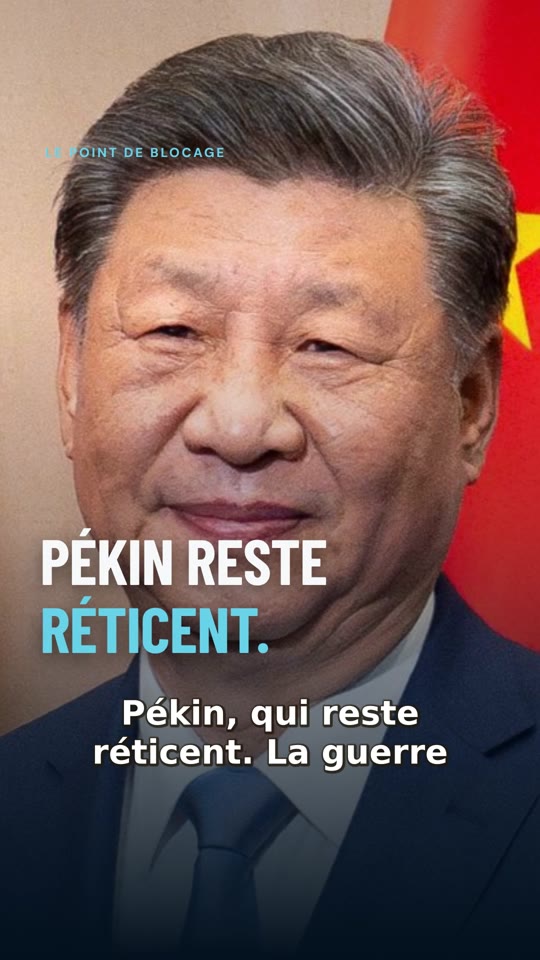 LE POINT DE BLOCAGE
PÉKIN RESTE
RÉTICENT.
Pékin, qui reste
réticent. La guerre